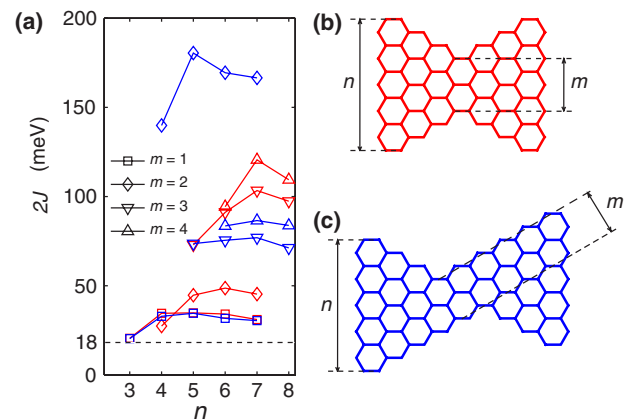 (a)
200
150
100
50
18
0
2J (meV)
m = 1
m = 2
m = 3
m = 4
3 4 5 6 7 8
n
(b)
n
m
(c)
n
m